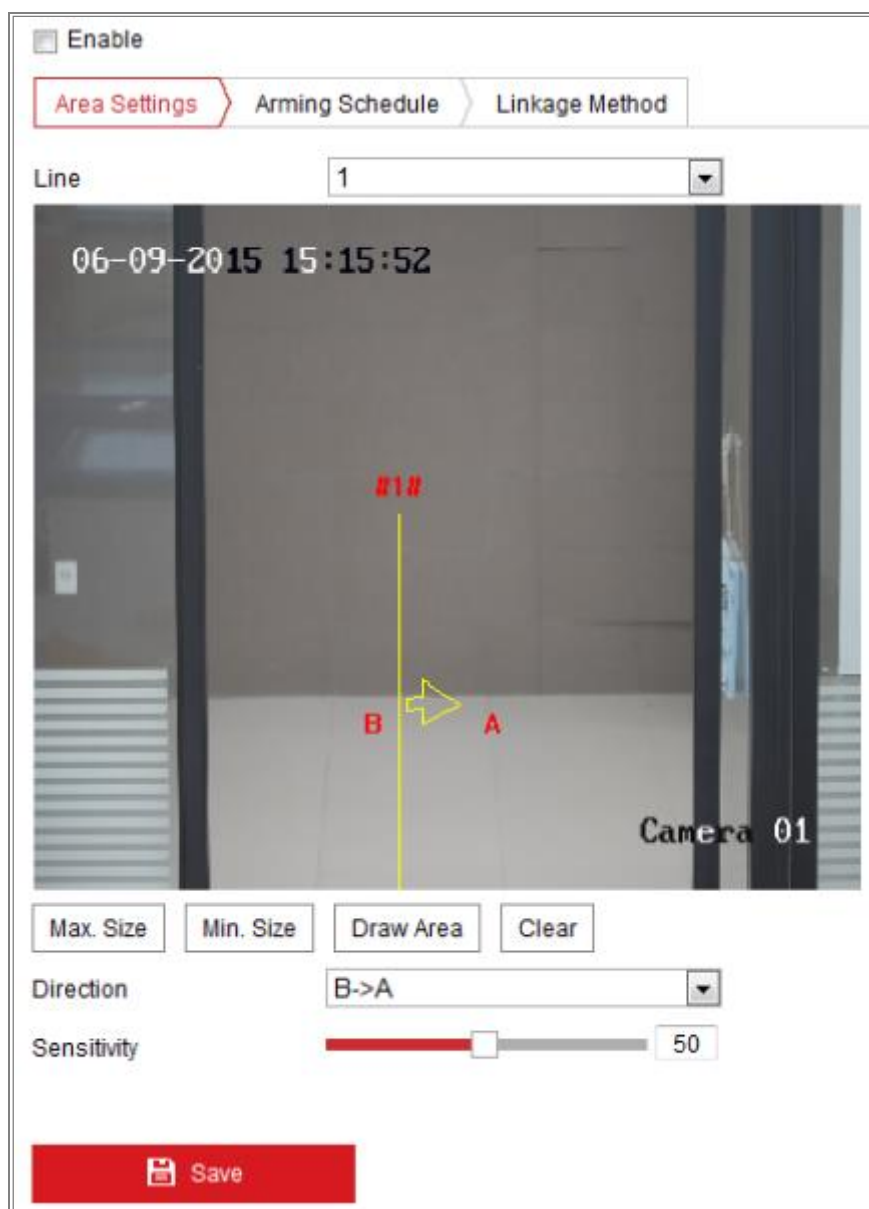 Enable
Area Settings Arming Schedule Linkage Method
Line 1
06-09-2015 15:15:52
#1#
B A
Camera 01
Max. Size Min. Size Draw Area Clear
Direction B->A
Sensitivity 50
Save